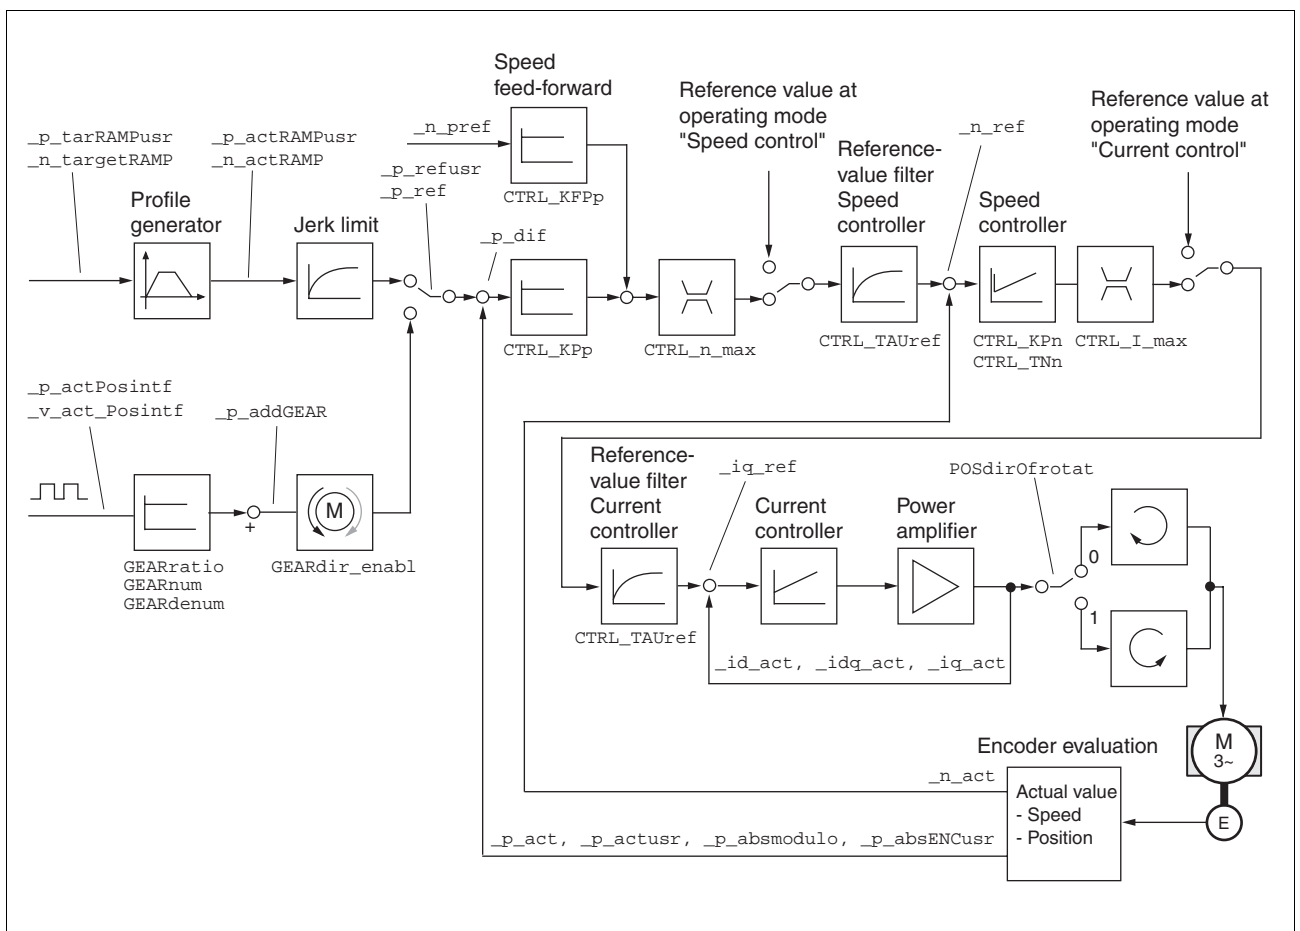 Speed
feed-forward
_n_pref
CTRL_KFPp
Reference value at
operating mode
"Speed control"
Reference value at
operating mode
"Current control"
_p_tarRAMPusr
_n_targetRAMP
_p_actRAMPusr
_n_actRAMP
_p_refusr
_p_ref
_n_ref
Profile
generator
Jerk limit
_p_dif
CTRL_KPp
CTRL_n_max
Reference-
value filter
Speed
controller
CTRL_TAUref
Speed
controller
CTRL_KPn
CTRL_TNn
CTRL_I_max
_p_actPosintf
_v_act_Posintf
_p_addGEAR
+
M
GEARratio
GEARnum
GEARdenum
GEARdir_enabl
Reference-
value filter
Current
controller
CTRL_TAUref
_iq_ref
Current
controller
Power
amplifier
POSdirOfrotat
0
1
_id_act, _idq_act, _iq_act
M
3~
E
Encoder evaluation
Actual value
- Speed
- Position
_n_act
_p_act, _p_actusr, _p_absmodulo, _p_absENCusr